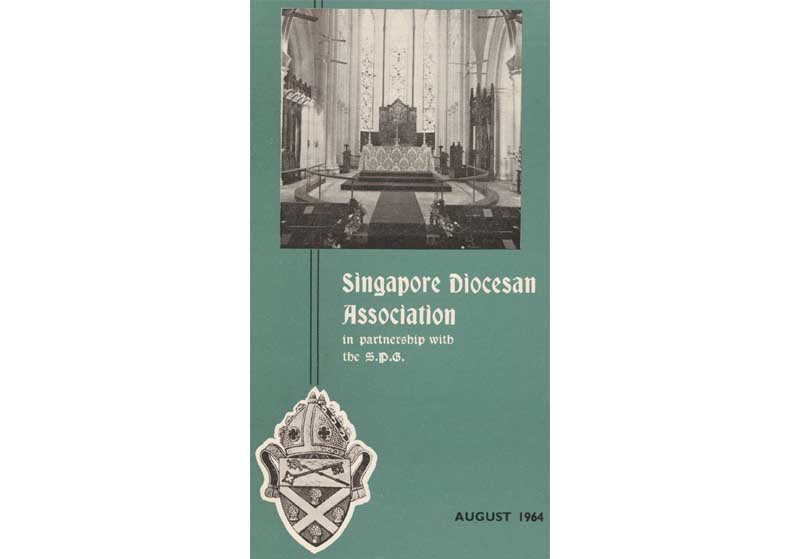 Singapore Diocesan
Association
in partnership with
the S.P.G.
AUGUST 1964